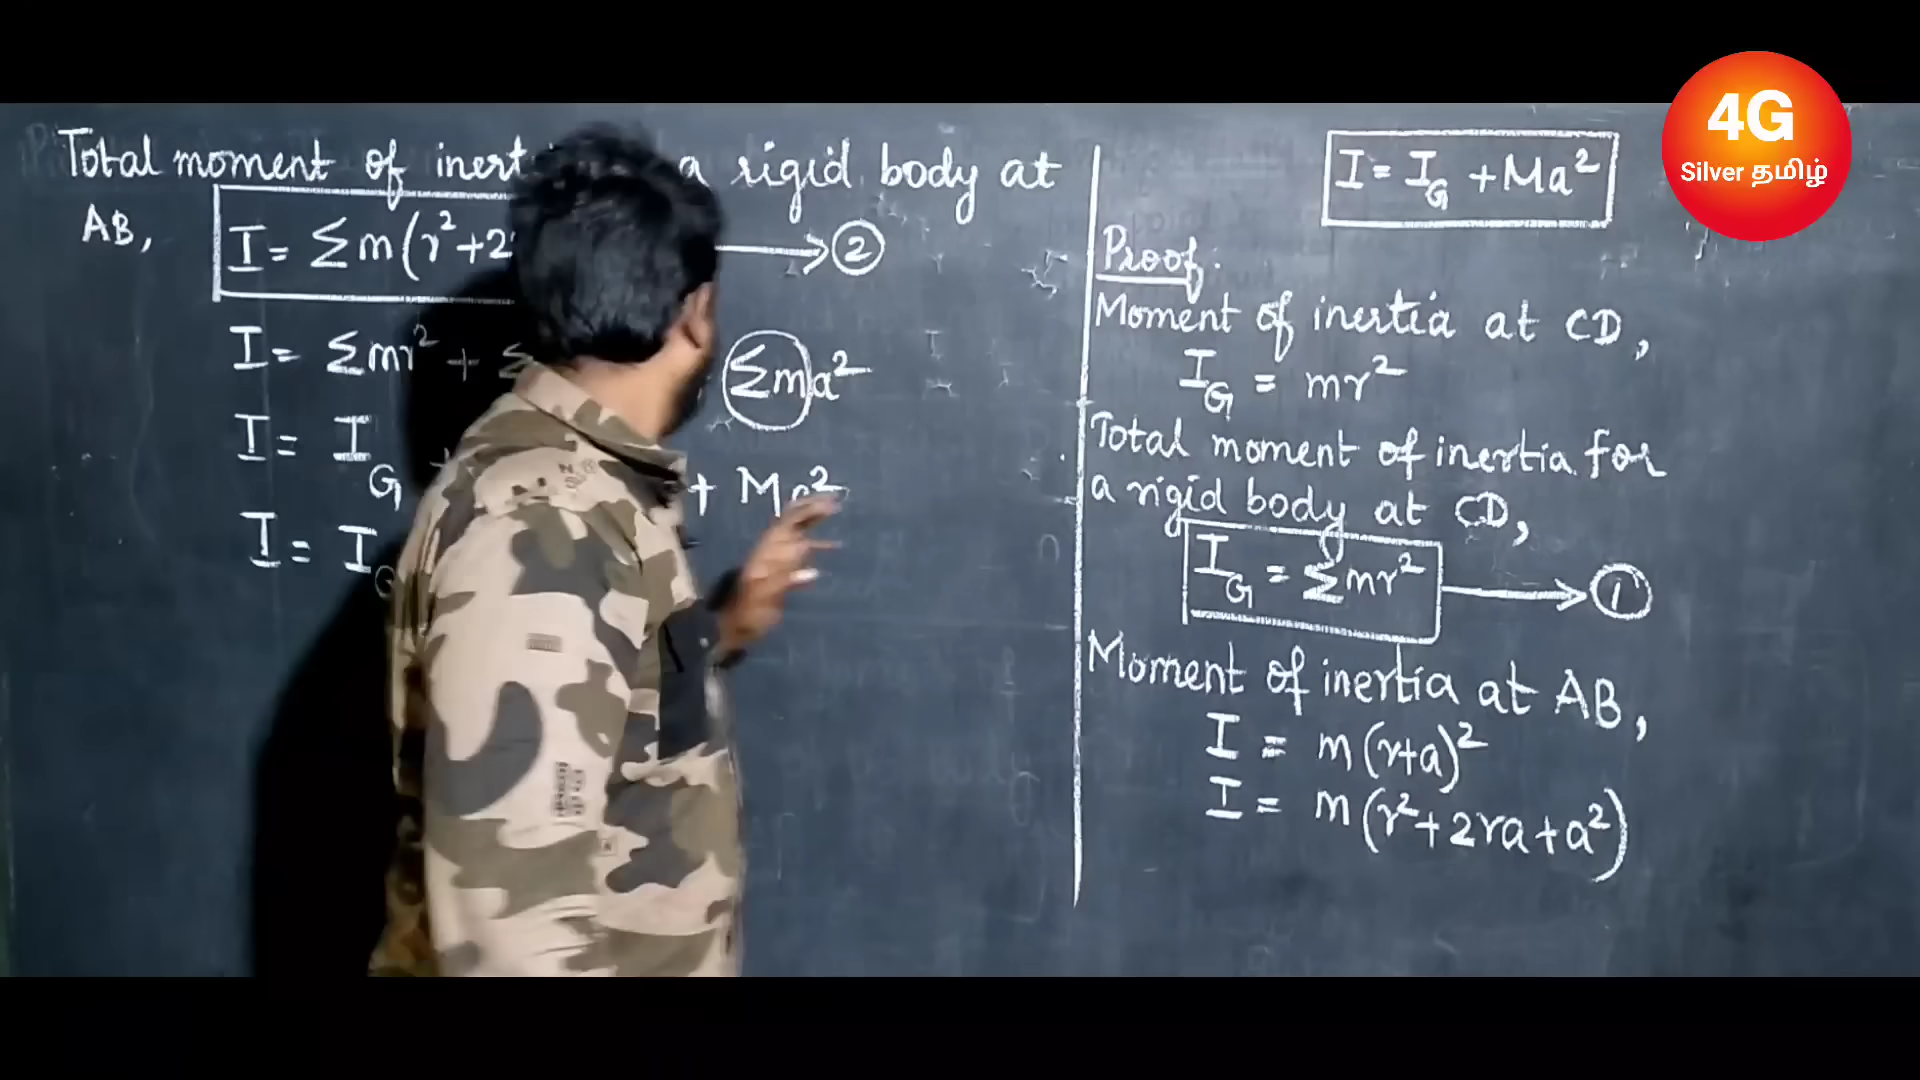 Total moment of a rigid body at
AB,
I = Σm(r²+2 → ②
I = Σmr² + Σ Σma²
I = I_G + + Ma²
I = I_G
I = I_G + Ma²
Proof:
Moment of inertia at CD,
I_G = mr²
Total moment of inertia for
a rigid body at CD,
I_G = Σmr² → ①
Moment of inertia at AB,
I = m(r+a)²
I = m(r²+2ra+a²)
4G
Silver தமிழ்